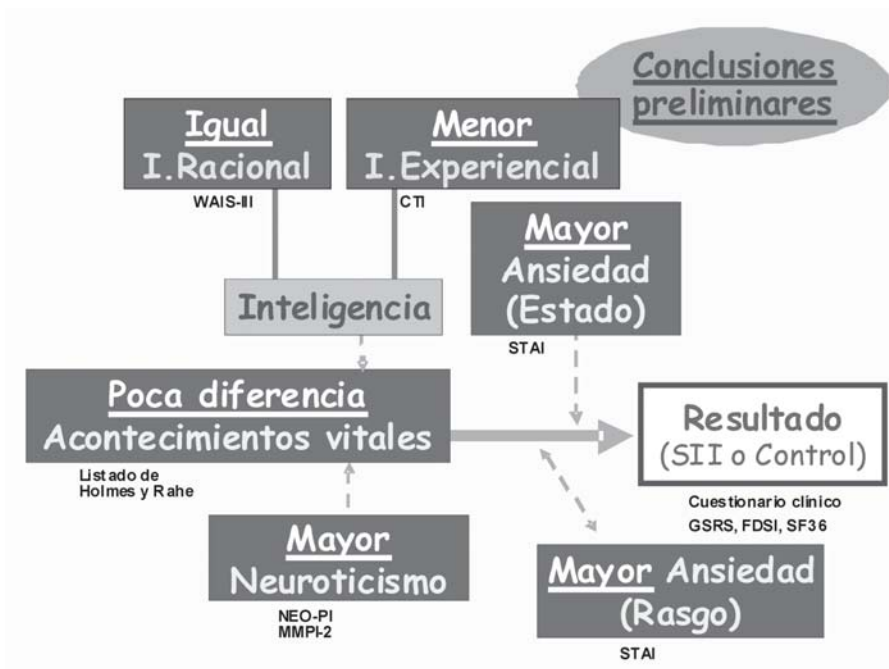 Conclusiones
preliminares
Igual
I.Racional
WAIS-III
Menor
I.Experiencial
CTI
Mayor
Ansiedad
(Estado)
STAI
Inteligencia
Poca diferencia
Acontecimientos vitales
Listado de
Holmes y Rahe
Resultado
(SII o Control)
Cuestionario clínico
GSRS, FDSI, SF36
Mayor
Neuroticismo
NEO-PI
MMPI-2
Mayor Ansiedad
(Rasgo)
STAI